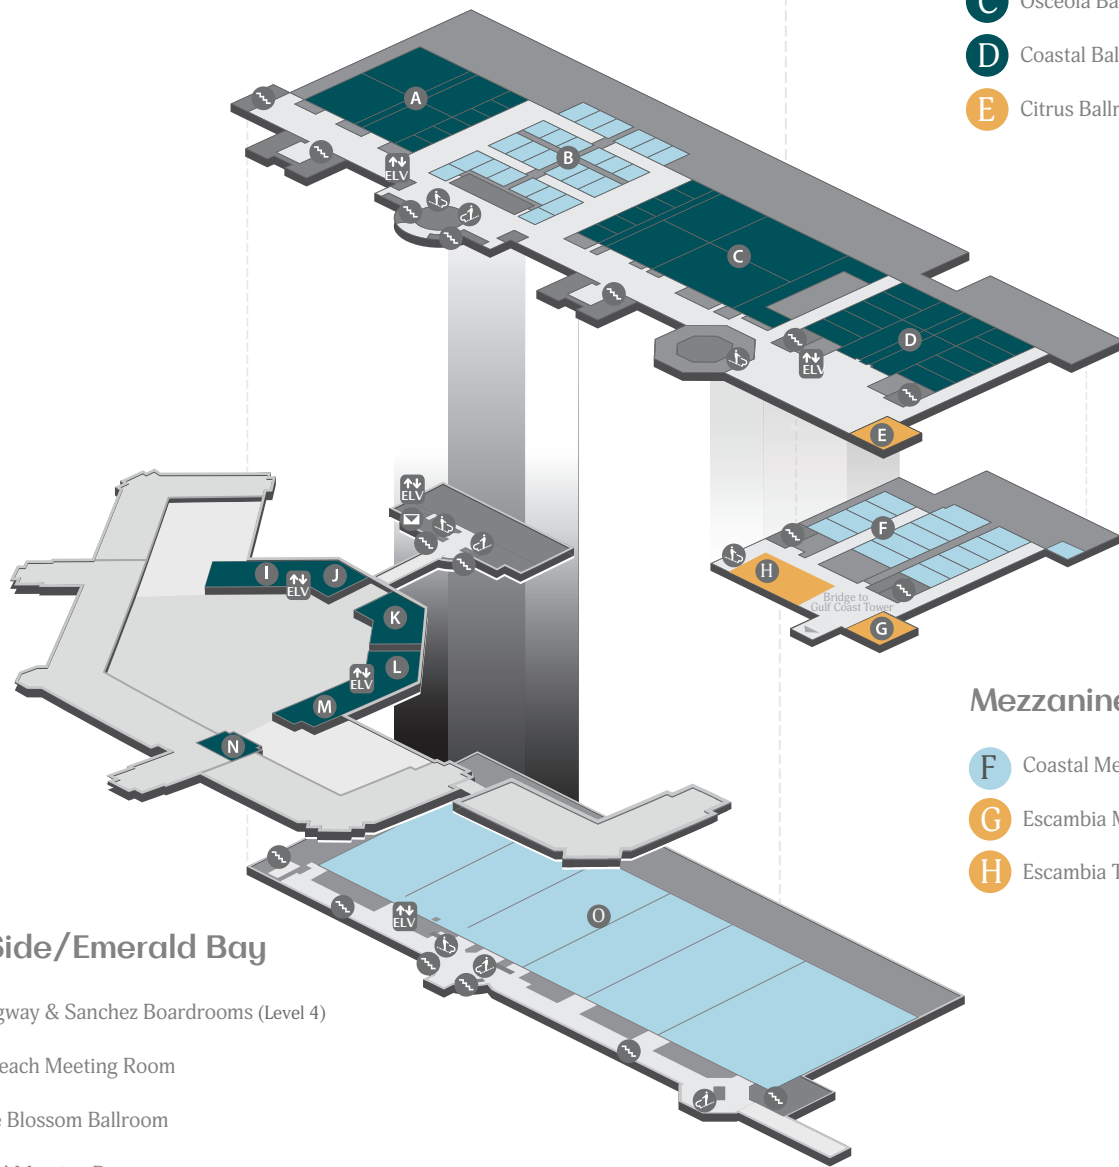 C Osceola Ba
D Coastal Bal
E Citrus Ballr
A
B
ELV
C
D
ELV
E
ELV
F
I
J
ELV
H
K
Bridge to
Gulf Coast Tower
G
L
ELV
M
N
Mezzanine
F Coastal Me
G Escambia M
H Escambia T
O
ELV
Side/Emerald Bay
gway & Sanchez Boardrooms (Level 4)
each Meeting Room
e Blossom Ballroom